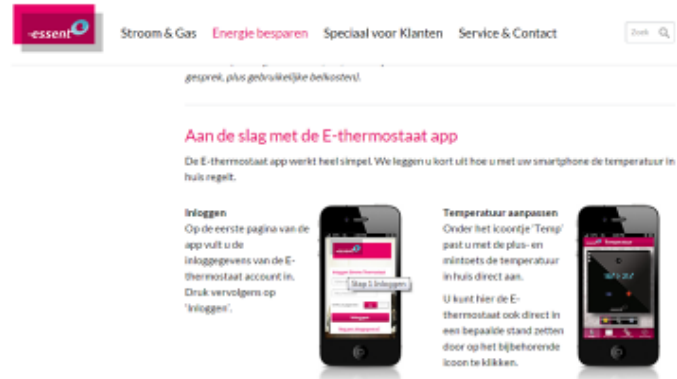 essent
Stroom & Gas Energie besparen Speciaal voor Klanten Service & Contact Zoek
gesprek, plus gebruikelijke belkosten).
Aan de slag met de E-thermostaat app
De E-thermostaat app werkt heel simpel. We leggen u kort uit hoe u met uw smartphone de temperatuur in
huis regelt.
Inloggen
Op de eerste pagina van de
app vult u de
inloggegevens van de E-
thermostaat account in.
Druk vervolgens op
'Inloggen'.
essent
Stap 1 Inloggen
Inloggen
Temperatuur aanpassen
Onder het icoontje 'Temp'
past u met de plus- en
mintoets de temperatuur
in huis direct aan.
U kunt hier de E-
thermostaat ook direct in
een bepaalde stand zetten
door op het bijbehorende
icoon te klikken.
Temperatuur